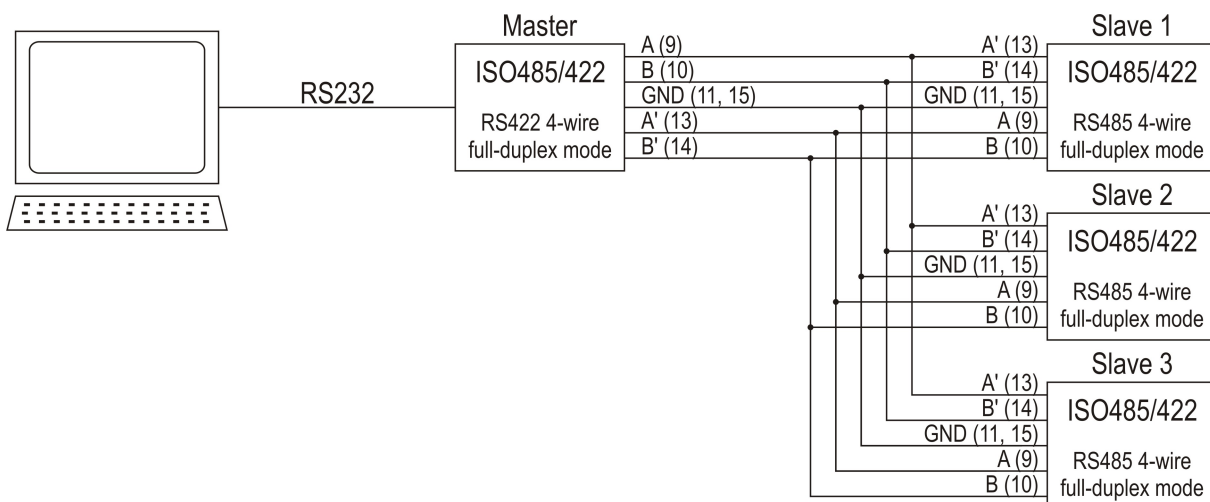 Master
Slave 1
RS232
ISO485/422
RS422 4-wire
full-duplex mode
A (9)
B (10)
GND (11, 15)
A' (13)
B' (14)
A' (13)
B' (14)
GND (11, 15)
A (9)
B (10)
ISO485/422
RS485 4-wire
full-duplex mode
Slave 2
A' (13)
B' (14)
GND (11, 15)
A (9)
B (10)
ISO485/422
RS485 4-wire
full-duplex mode
Slave 3
A' (13)
B' (14)
GND (11, 15)
A (9)
B (10)
ISO485/422
RS485 4-wire
full-duplex mode